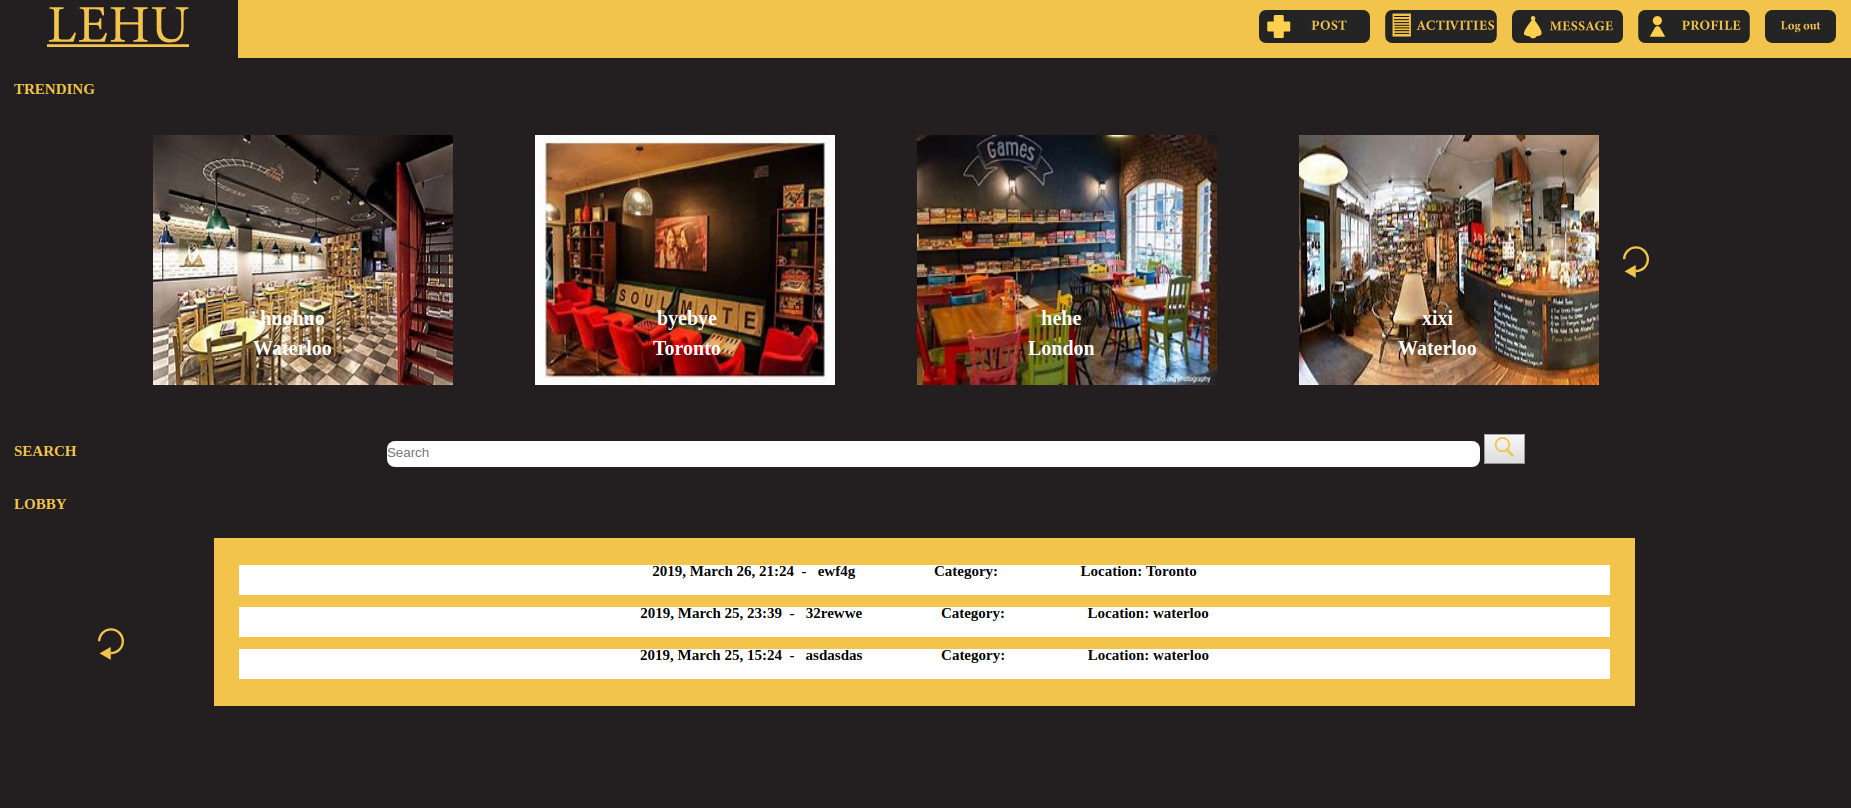 LEHU
POST
ACTIVITIES
MESSAGE
PROFILE
Log out
TRENDING
Games
SOUL MATE
huohuo
Waterloo
byebye
Toronto
hehe
London
xixi
Waterloo
SEARCH
Search
LOBBY
2019, March 26, 21:24 - ewf4g Category: Location: Toronto
2019, March 25, 23:39 - 32rewwe Category: Location: waterloo
2019, March 25, 15:24 - asdasdas Category: Location: waterloo